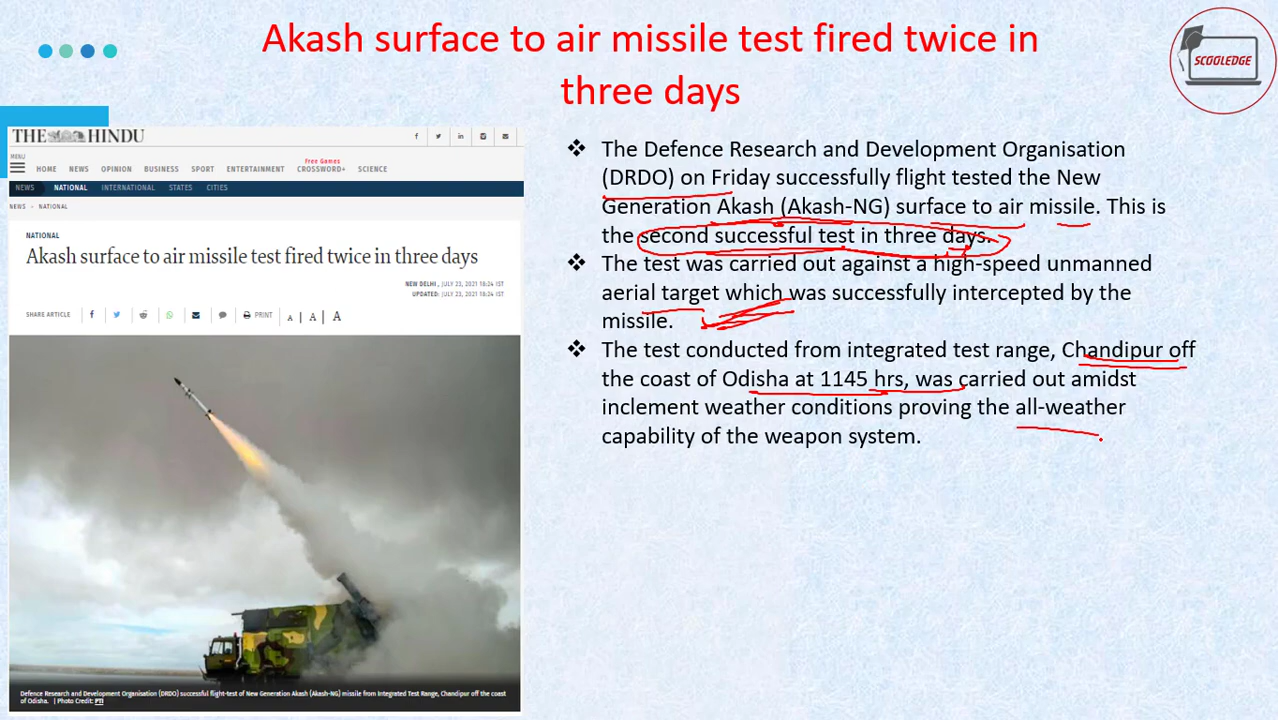 Akash surface to air missile test fired twice in
three days
SCOOLEDGE
THE HINDU
MENU
HOME NEWS OPINION BUSINESS SPORT ENTERTAINMENT Free Games CROSSWORD+ SCIENCE
NEWS NATIONAL INTERNATIONAL STATES CITIES
NEWS NATIONAL
NATIONAL
Akash surface to air missile test fired twice in three days
NEW DELHI, JULY 23, 2021 18:24 IST
UPDATED: JULY 23, 2021 18:24 IST
SHARE ARTICLE PRINT A | A | A
Defence Research and Development Organisation (DRDO) successful flight-test of New Generation Akash (Akash-NG) missile from Integrated Test Range, Chandipur off the coast
of Odisha. | Photo Credit: PTI
❖ The Defence Research and Development Organisation
(DRDO) on Friday successfully flight tested the New
Generation Akash (Akash-NG) surface to air missile. This is
the second successful test in three days.
❖ The test was carried out against a high-speed unmanned
aerial target which was successfully intercepted by the
missile.
❖ The test conducted from integrated test range, Chandipur off
the coast of Odisha at 1145 hrs, was carried out amidst
inclement weather conditions proving the all-weather
capability of the weapon system.